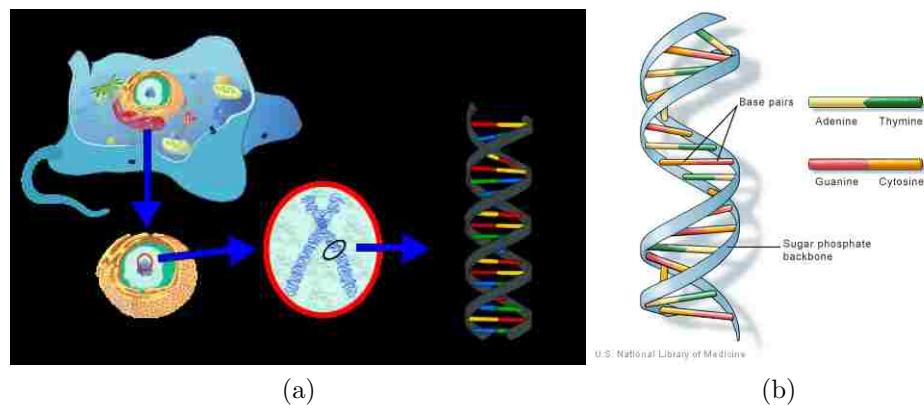 Base pairs
Adenine Thymine
Guanine Cytosine
Sugar phosphate
backbone
U.S. National Library of Medicine
(a) (b)